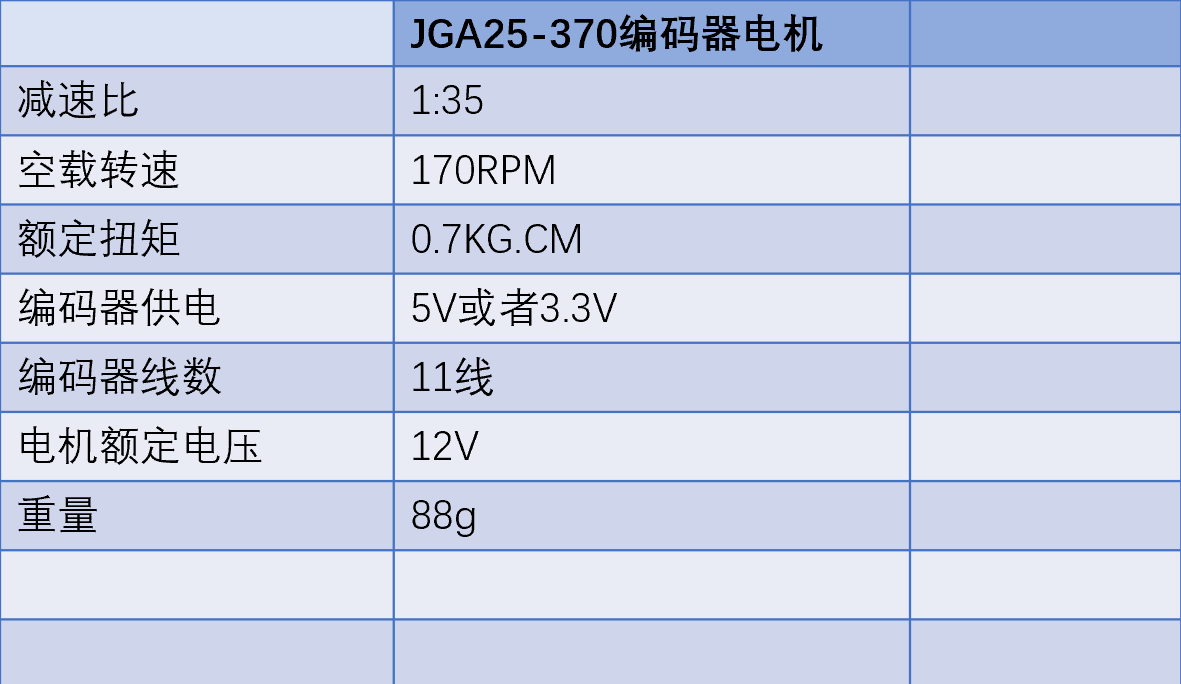 JGA25-370编码器电机
减速比 1:35
空载转速 170RPM
额定扭矩 0.7KG.CM
编码器供电 5V或者3.3V
编码器线数 11线
电机额定电压 12V
重量 88g